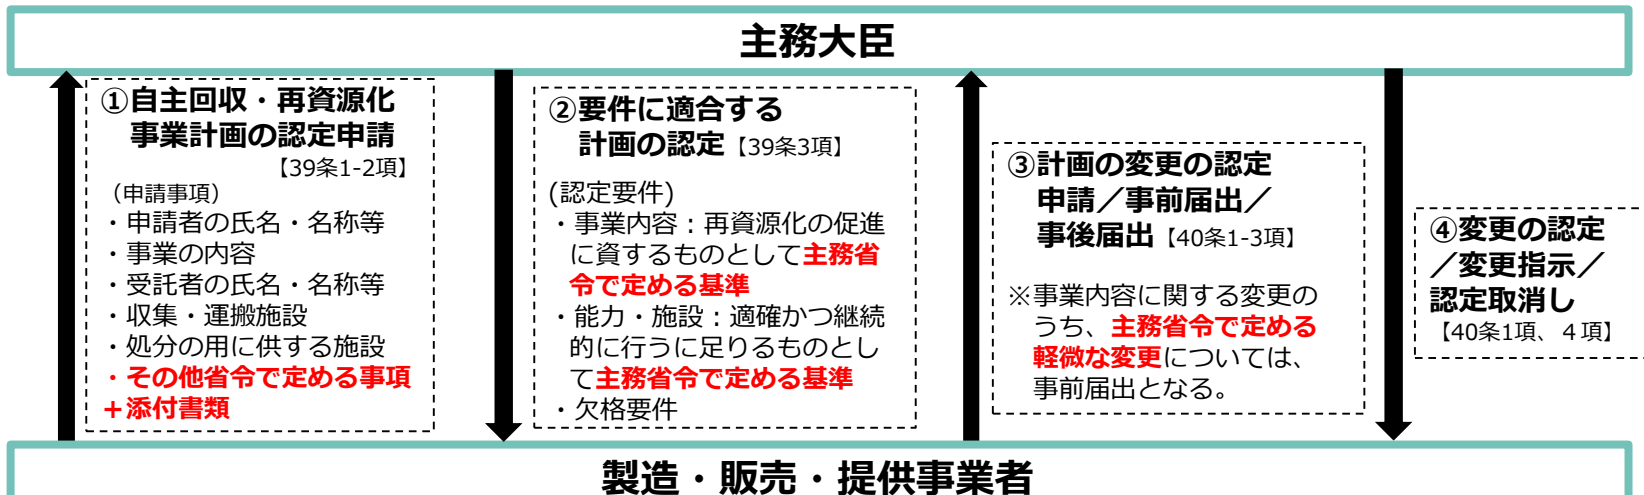 主務大臣
①自主回収・再資源化
事業計画の認定申請
【39条1-2項】
（申請事項）
・申請者の氏名・名称等
・事業の内容
・受託者の氏名・名称等
・収集・運搬施設
・処分の用に供する施設
・その他省令で定める事項
＋添付書類
②要件に適合する
計画の認定【39条3項】
(認定要件)
・事業内容：再資源化の促進
に資するものとして主務省
令で定める基準
・能力・施設：適確かつ継続
的に行うに足りるものとし
て主務省令で定める基準
・欠格要件
③計画の変更の認定
申請／事前届出／
事後届出【40条1-3項】
※事業内容に関する変更の
うち、主務省令で定める
軽微な変更については、
事前届出となる。
④変更の認定
／変更指示／
認定取消し
【40条1項、４項】
製造・販売・提供事業者